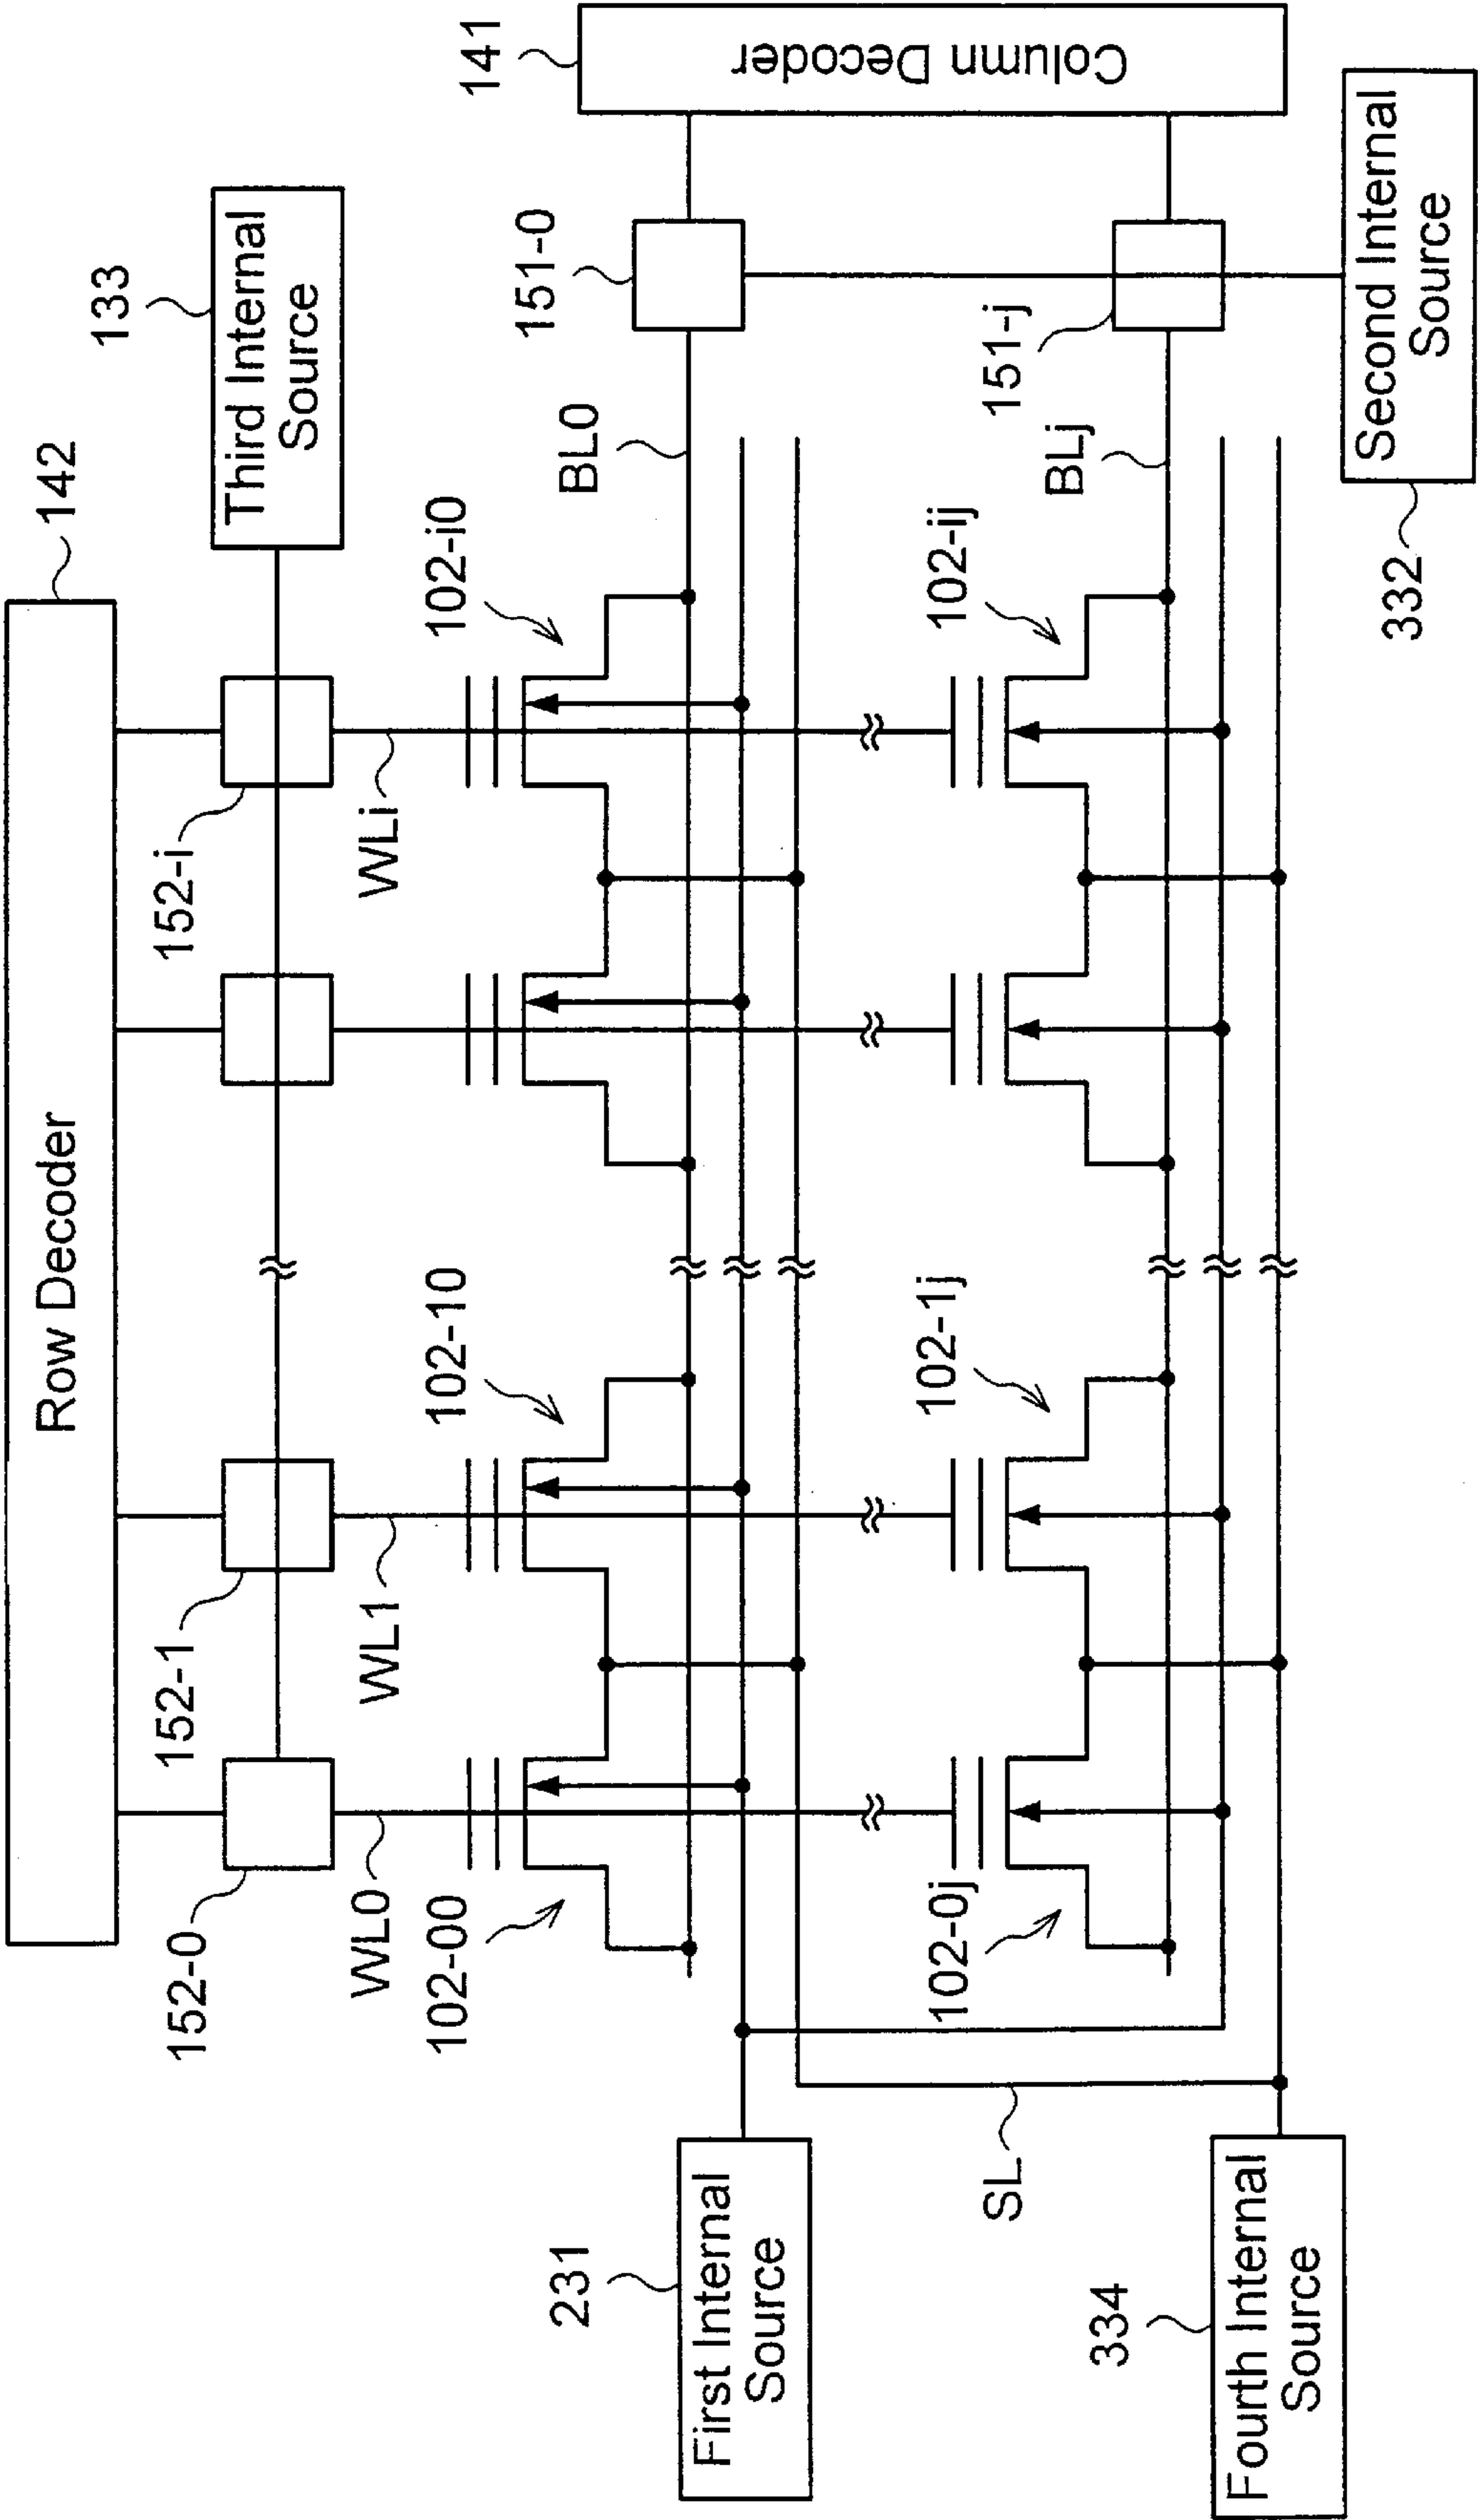 142
Row Decoder
133
Third Internal
Source
152-0
152-1
152-i
WL0
WL1
WLi
102-00
102-10
102-i0
151-0
141
Column Decoder
BL0
231
First Internal
Source
102-0j
102-1j
102-ij
151-j
BLj
SL
334
Fourth Internal
Source
332
Second Internal
Source